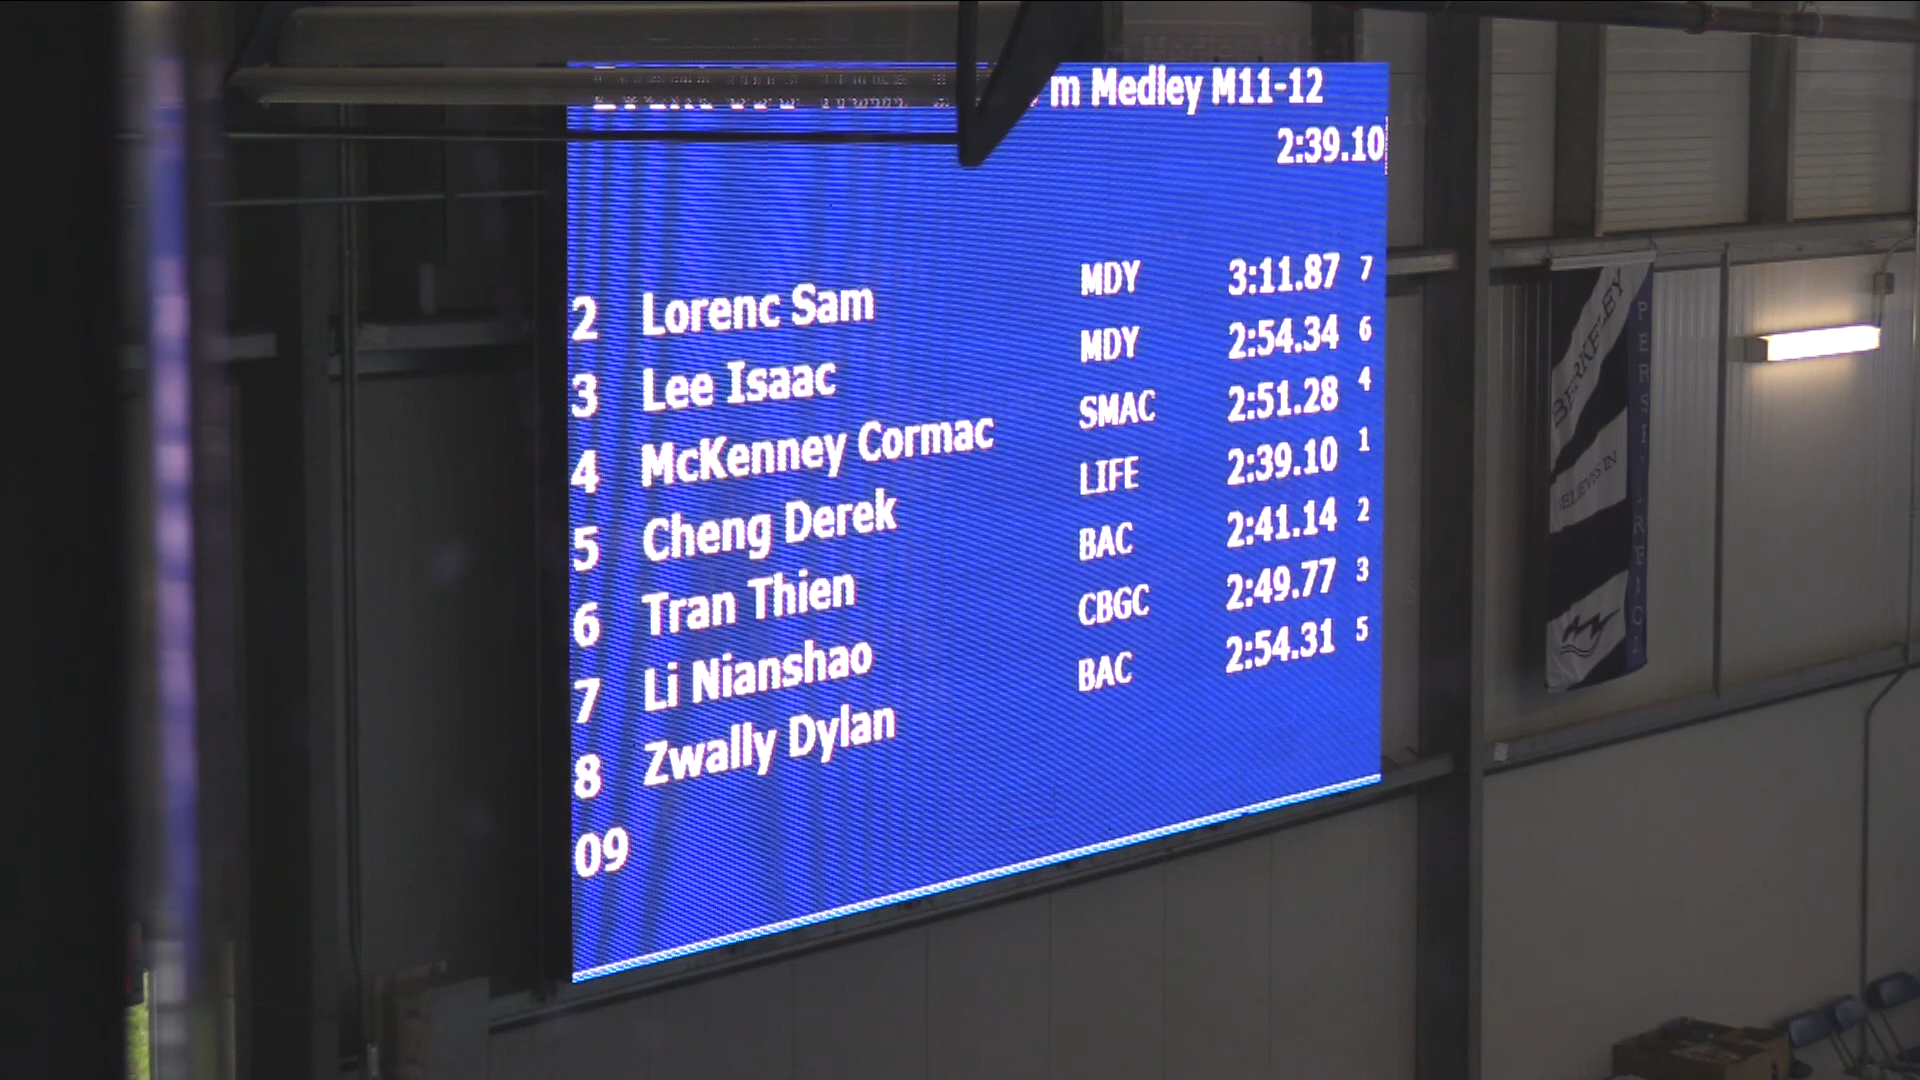 m Medley M11-12
2:39.10
2 Lorenc Sam MDY 3:11.87 7
3 Lee Isaac MDY 2:54.34 6
4 McKenney Cormac SMAC 2:51.28 4
5 Cheng Derek LIFE 2:39.10 1
6 Tran Thien BAC 2:41.14 2
7 Li Nianshao CBGC 2:49.77 3
8 Zwally Dylan BAC 2:54.31 5
09
BERKELEY
BELIEVES IN